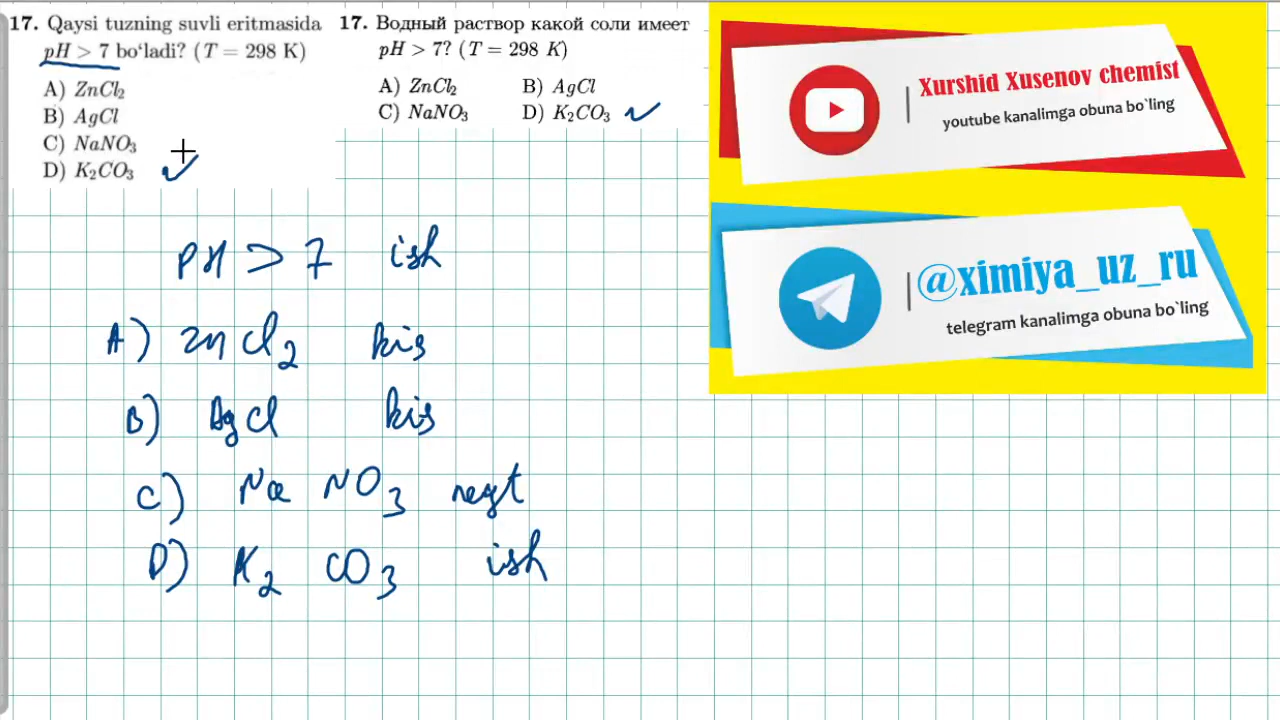 17. Qaysi tuzning suvli eritmasida
pH > 7 bo‘ladi? (T = 298 K)
A) ZnCl₂
B) AgCl
C) NaNO₃
D) K₂CO₃
17. Водный раствор какой соли имеет
pH > 7? (T = 298 K)
A) ZnCl₂ B) AgCl
C) NaNO₃ D) K₂CO₃
PH > 7 ish
A) ZnCl₂ kis
B) AgCl kis
C) NaNO₃ neyt
D) K₂CO₃ ish
Xurshid Xusenov chemist
youtube kanalimga obuna bo`ling
@ximiya_uz_ru
telegram kanalimga obuna bo`ling